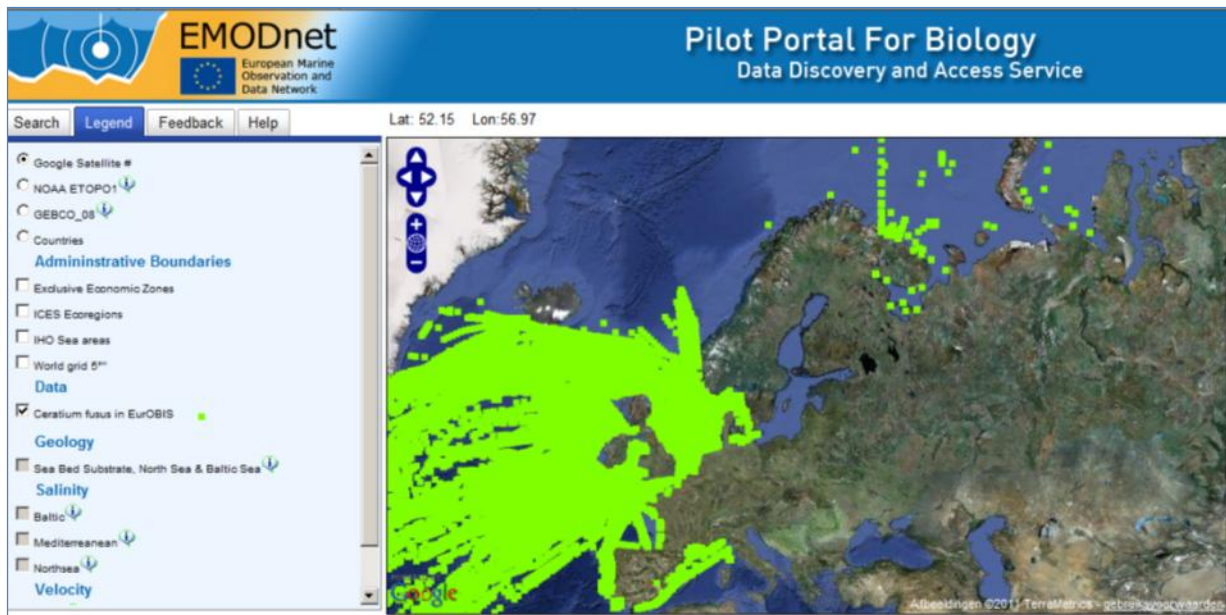 EMODnet
European Marine
Observation and
Data Network
Pilot Portal For Biology
Data Discovery and Access Service
Search
Legend
Feedback
Help
Lat: 52.15 Lon:56.97
Google Satellite #
NOAA ETOPO1
GEBCO_08
Countries
Admininstrative Boundaries
Exclusive Economic Zones
ICES Ecoregions
IHO Sea areas
World grid
Data
Ceratium fusus in EurOBIS
Geology
Sea Bed Substrate, North Sea & Baltic Sea
Salinity
Baltic
Mediterreanean
Northsea
Velocity
Google
Afbeeldingen ©2011 TerraMetrics - gebruiksvoorwaarden